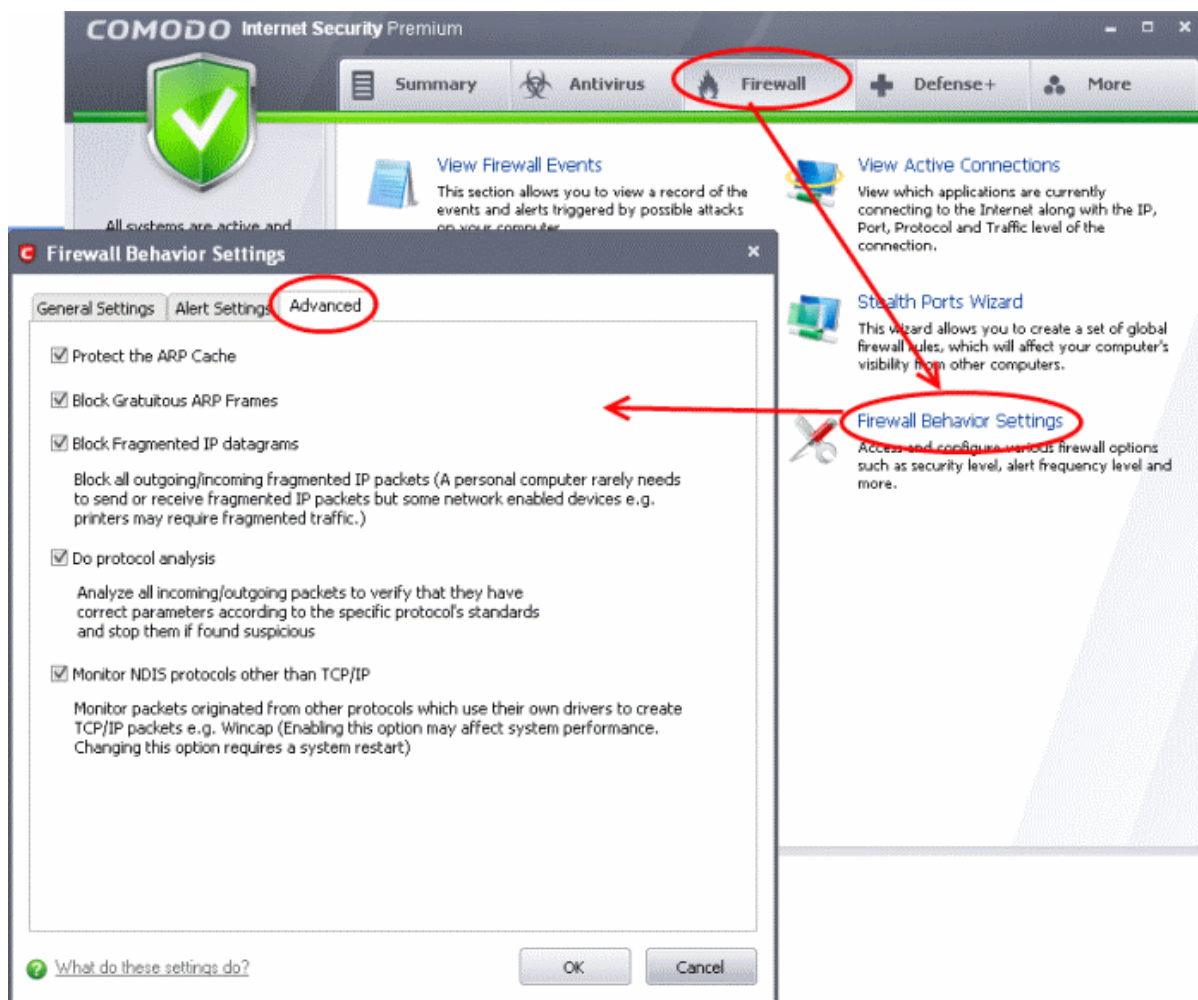 COMODO Internet Security Premium
Summary
Antivirus
Firewall
Defense+
More
All systems are active and
View Firewall Events
This section allows you to view a record of the
events and alerts triggered by possible attacks
on your computer
View Active Connections
View which applications are currently
connecting to the Internet along with the IP,
Port, Protocol and Traffic level of the
connection.
Stealth Ports Wizard
This wizard allows you to create a set of global
firewall rules, which will affect your computer's
visibility from other computers.
Firewall Behavior Settings
Access and configure various firewall options
such as security level, alert frequency level and
more.
Firewall Behavior Settings
General Settings
Alert Settings
Advanced
Protect the ARP Cache
Block Gratuitous ARP Frames
Block Fragmented IP datagrams
Block all outgoing/incoming fragmented IP packets (A personal computer rarely needs
to send or receive fragmented IP packets but some network enabled devices e.g.
printers may require fragmented traffic.)
Do protocol analysis
Analyze all incoming/outgoing packets to verify that they have
correct parameters according to the specific protocol's standards
and stop them if found suspicious
Monitor NDIS protocols other than TCP/IP
Monitor packets originated from other protocols which use their own drivers to create
TCP/IP packets e.g. Wincap (Enabling this option may affect system performance.
Changing this option requires a system restart)
What do these settings do?
OK
Cancel